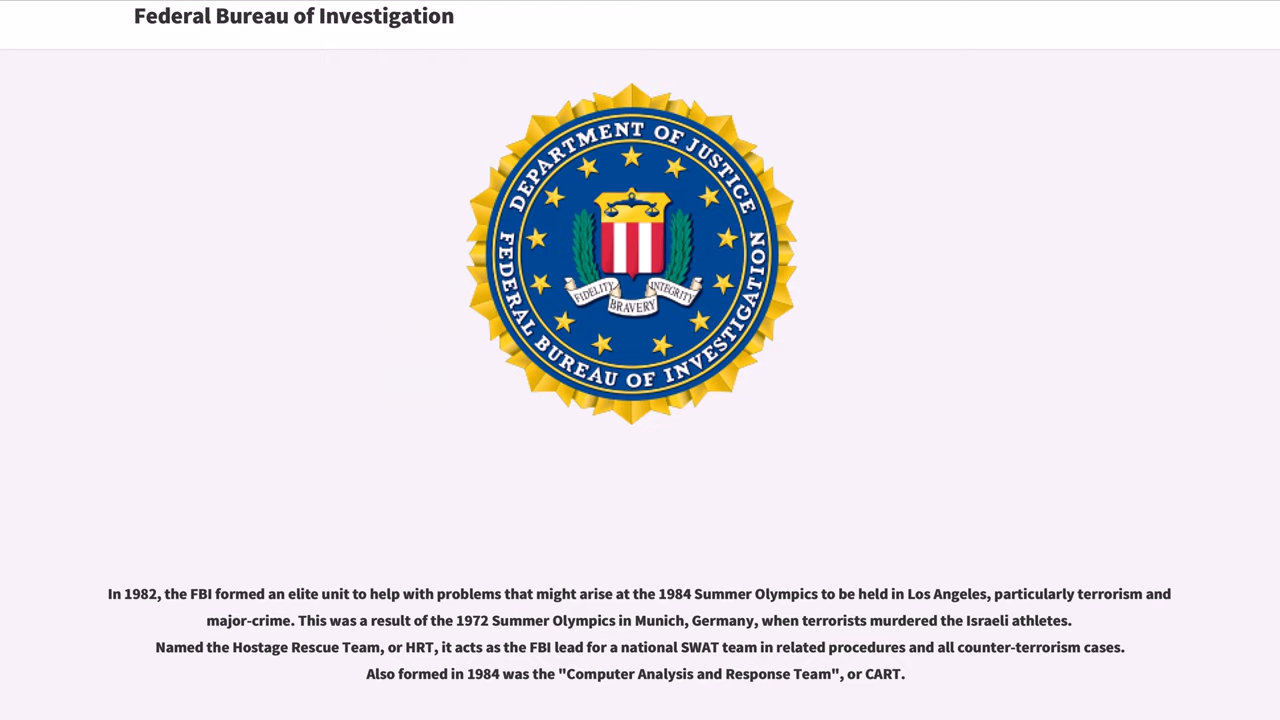 Federal Bureau of Investigation
DEPARTMENT OF JUSTICE
FEDERAL BUREAU OF INVESTIGATION
FIDELITY
BRAVERY
INTEGRITY
In 1982, the FBI formed an elite unit to help with problems that might arise at the 1984 Summer Olympics to be held in Los Angeles, particularly terrorism and
major-crime. This was a result of the 1972 Summer Olympics in Munich, Germany, when terrorists murdered the Israeli athletes.
Named the Hostage Rescue Team, or HRT, it acts as the FBI lead for a national SWAT team in related procedures and all counter-terrorism cases.
Also formed in 1984 was the "Computer Analysis and Response Team", or CART.